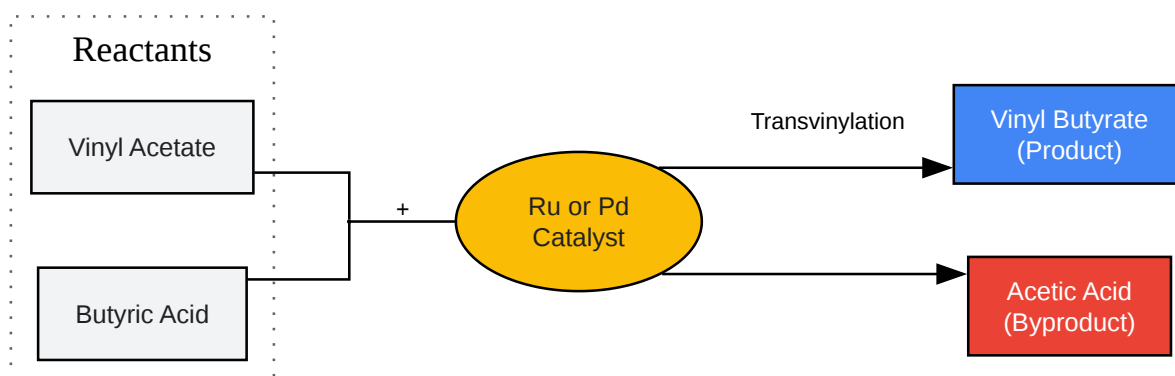 Reactants
Vinyl Acetate
Butyric Acid
+
Ru or Pd
Catalyst
Transvinylation
Vinyl Butyrate
(Product)
Acetic Acid
(Byproduct)